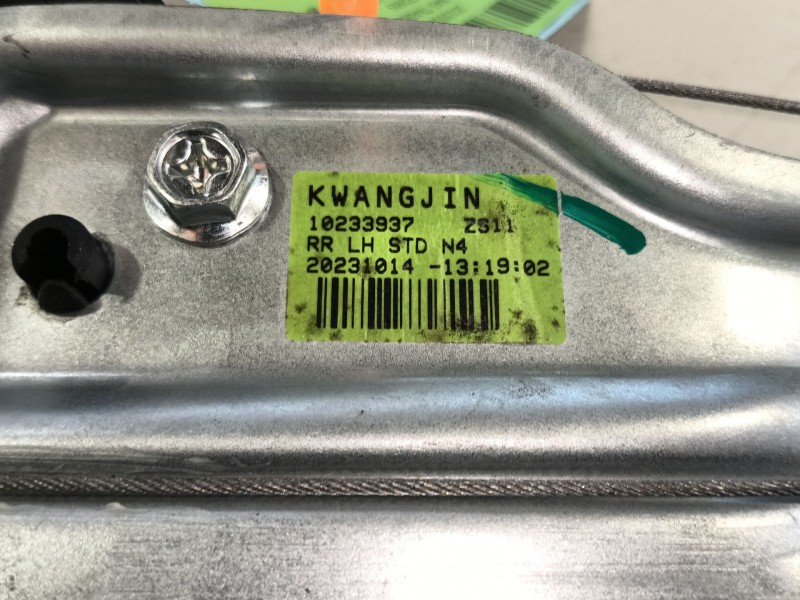 KWANGJIN
10233937 ZS11
RR LH STD N4
20231014 -13:19:02